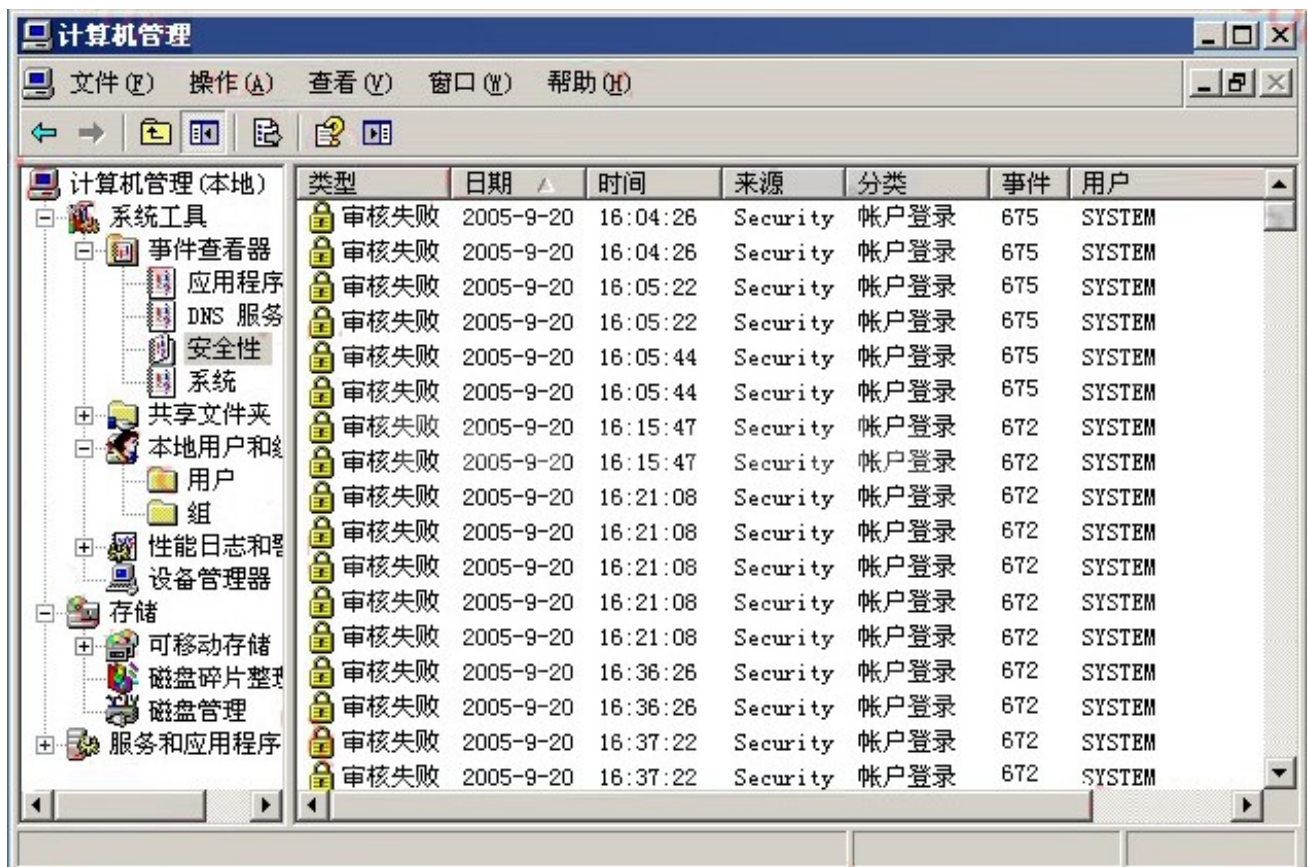 计算机管理
文件(F) 操作(A) 查看(V) 窗口(W) 帮助(H)
计算机管理(本地)
系统工具
事件查看器
应用程序
DNS 服务
安全性
系统
共享文件夹
本地用户和
用户
组
性能日志和
设备管理器
存储
可移动存储
磁盘碎片整
磁盘管理
服务和应用程序
类型 日期 时间 来源 分类 事件 用户
审核失败 2005-9-20 16:04:26 Security 帐户登录 675 SYSTEM
审核失败 2005-9-20 16:04:26 Security 帐户登录 675 SYSTEM
审核失败 2005-9-20 16:05:22 Security 帐户登录 675 SYSTEM
审核失败 2005-9-20 16:05:22 Security 帐户登录 675 SYSTEM
审核失败 2005-9-20 16:05:44 Security 帐户登录 675 SYSTEM
审核失败 2005-9-20 16:05:44 Security 帐户登录 675 SYSTEM
审核失败 2005-9-20 16:15:47 Security 帐户登录 672 SYSTEM
审核失败 2005-9-20 16:15:47 Security 帐户登录 672 SYSTEM
审核失败 2005-9-20 16:21:08 Security 帐户登录 672 SYSTEM
审核失败 2005-9-20 16:21:08 Security 帐户登录 672 SYSTEM
审核失败 2005-9-20 16:21:08 Security 帐户登录 672 SYSTEM
审核失败 2005-9-20 16:21:08 Security 帐户登录 672 SYSTEM
审核失败 2005-9-20 16:21:08 Security 帐户登录 672 SYSTEM
审核失败 2005-9-20 16:36:26 Security 帐户登录 672 SYSTEM
审核失败 2005-9-20 16:36:26 Security 帐户登录 672 SYSTEM
审核失败 2005-9-20 16:37:22 Security 帐户登录 672 SYSTEM
审核失败 2005-9-20 16:37:22 Security 帐户登录 672 SYSTEM